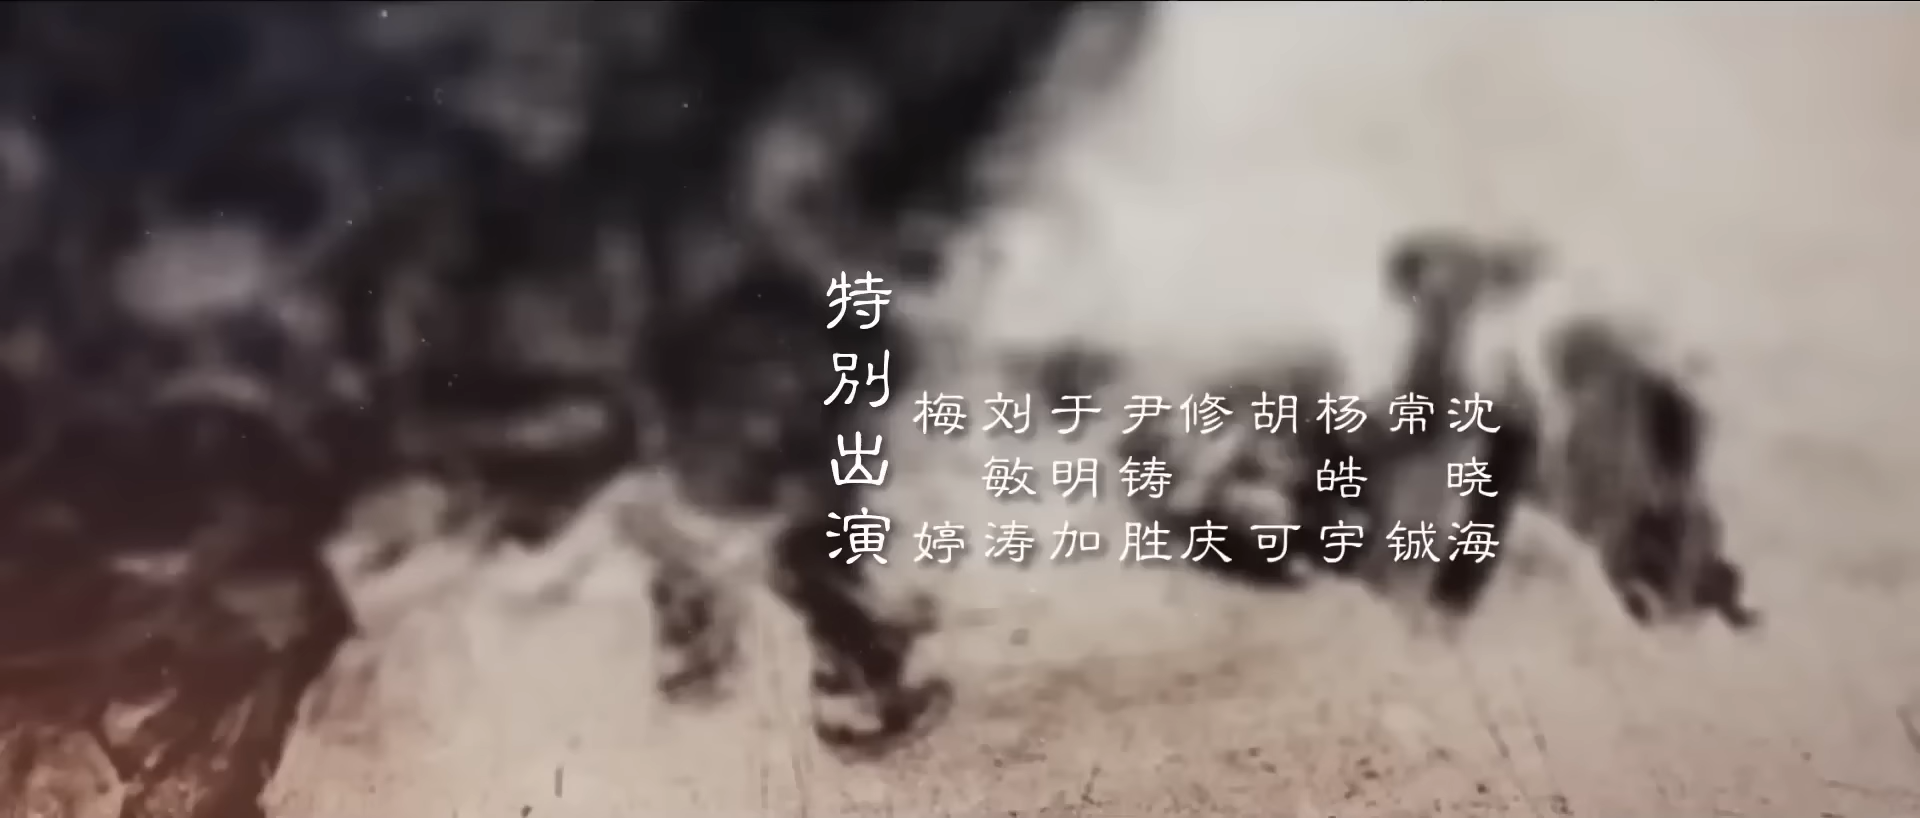 特別出演
梅婷
刘敏涛
于明加
尹铸胜
修庆
胡可
杨皓宇
常铖
沈晓海